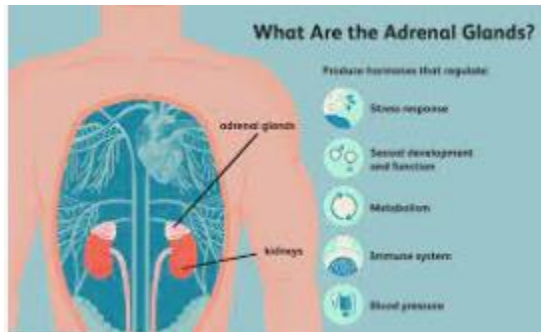 What Are the Adrenal Glands?
Produce hormones that regulate:
Stress response
adrenal glands
Sexual development
and function
Metabolism
kidneys
Immune system
Blood pressure